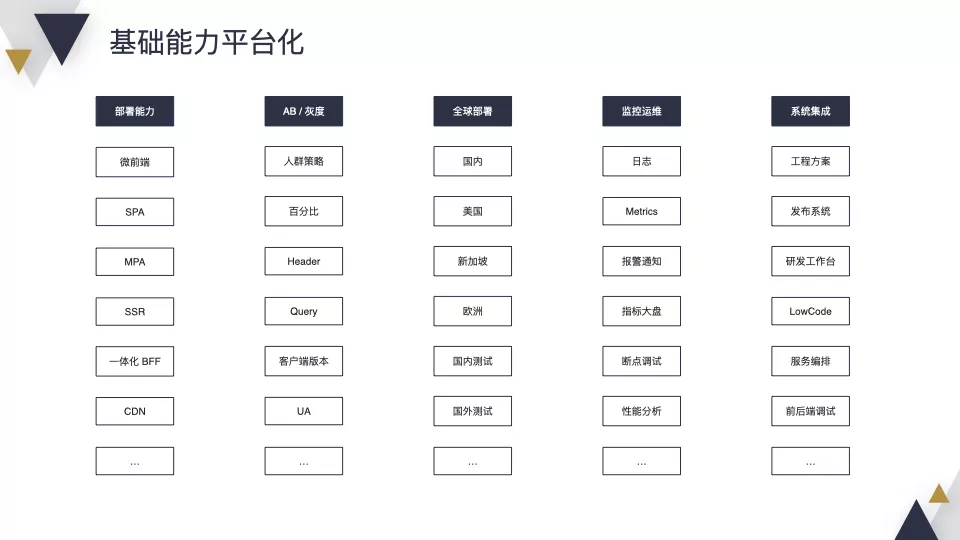 基础能力平台化
部署能力
AB / 灰度
全球部署
监控运维
系统集成
微前端
人群策略
国内
日志
工程方案
SPA
百分比
美国
Metrics
发布系统
MPA
Header
新加坡
报警通知
研发工作台
SSR
Query
欧洲
指标大盘
LowCode
一体化 BFF
客户端版本
国内测试
断点调试
服务编排
CDN
UA
国外测试
性能分析
前后端调试
...
...
...
...
...